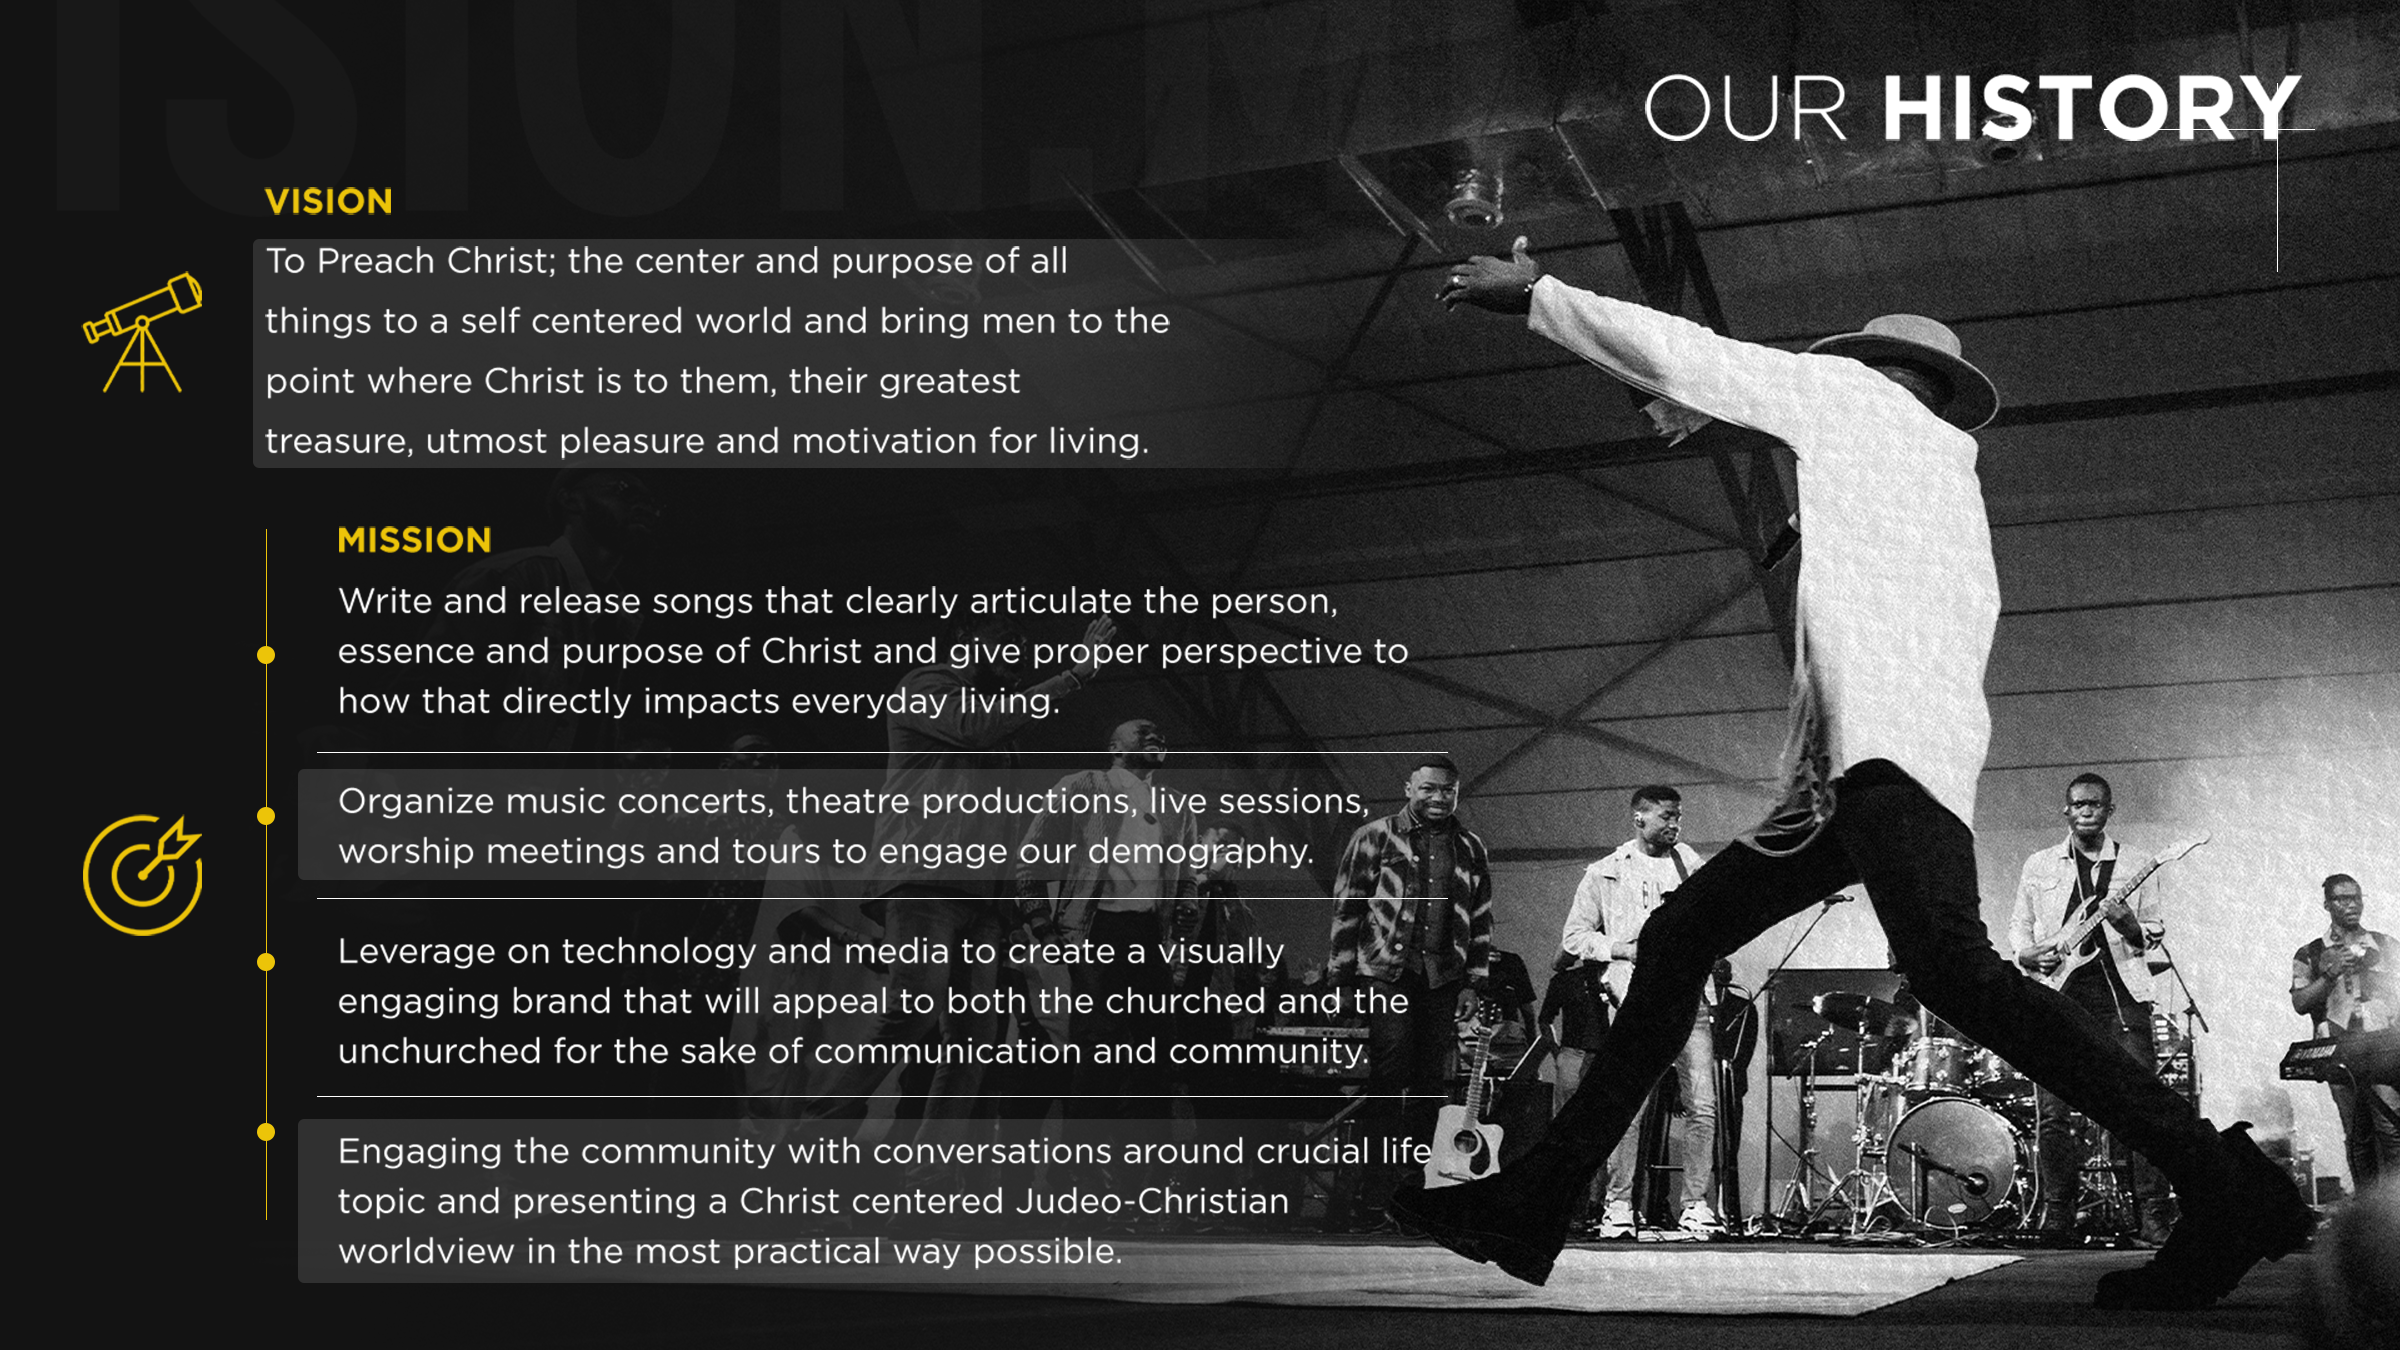 OUR HISTORY
VISION
To Preach Christ; the center and purpose of all
things to a self centered world and bring men to the
point where Christ is to them, their greatest
treasure, utmost pleasure and motivation for living.
MISSION
Write and release songs that clearly articulate the person,
essence and purpose of Christ and give proper perspective to
how that directly impacts everyday living.
Organize music concerts, theatre productions, live sessions,
worship meetings and tours to engage our demography.
Leverage on technology and media to create a visually
engaging brand that will appeal to both the churched and the
unchurched for the sake of communication and community.
Engaging the community with conversations around crucial life
topic and presenting a Christ centered Judeo-Christian
worldview in the most practical way possible.